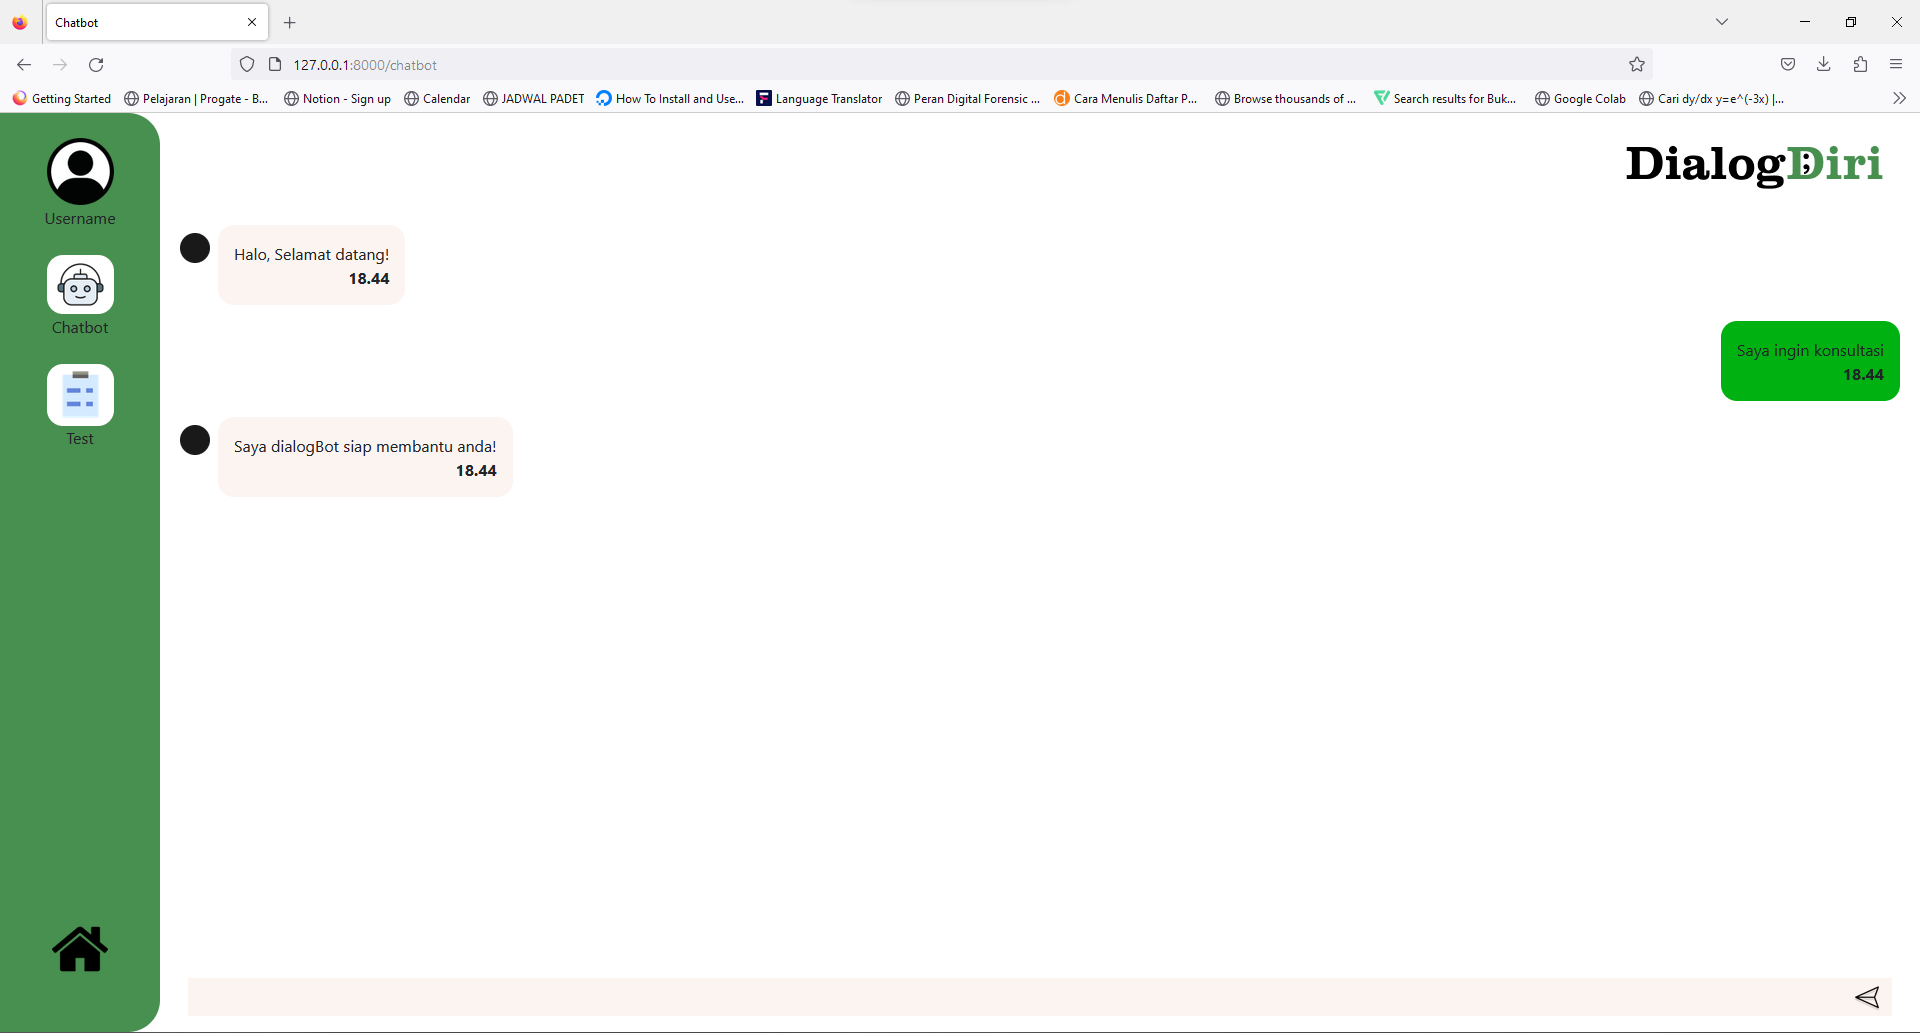 Chatbot
127.0.0.1:8000/chatbot
Getting Started
Pelajaran | Progate - B...
Notion - Sign up
Calendar
JADWAL PADET
How To Install and Use...
Language Translator
Peran Digital Forensic ...
Cara Menulis Daftar P...
Browse thousands of ...
Search results for Buk...
Google Colab
Cari dy/dx y=e^(-3x) |...
DialogDiri
Username
Chatbot
Test
Halo, Selamat datang!
18.44
Saya ingin konsultasi
18.44
Saya dialogBot siap membantu anda!
18.44